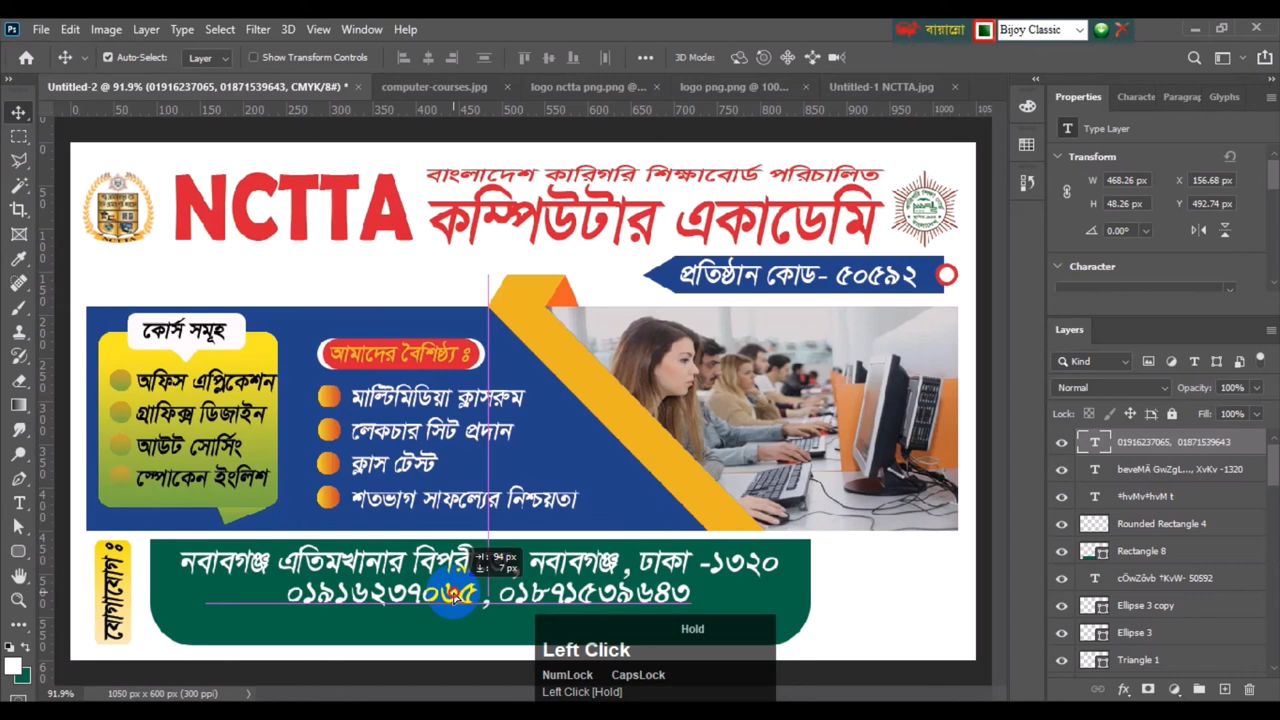 File Edit Image Layer Type Select Filter 3D View Window Help
বায়ান্নো
Bijoy Classic
Auto-Select: Layer
Show Transform Controls
3D Mode:
Untitled-2 @ 91.9% (01916237065, 01871539643, CMYK/8#) *
computer-courses.jpg
logo nctta png.png @...
logo png.png @ 100...
Untitled-1 NCTTA.jpg
Properties
Characte
Paragrap
Glyphs
Type Layer
Transform
W 468.26 px X 156.68 px
H 48.26 px Y 492.74 px
0.00°
Character
Layers
Kind
Normal
Opacity: 100%
Lock: Fill: 100%
01916237065, 01871539643
beveMÄ GwZgL..., XvKv -1320
ªhvMvªhvM t
Rounded Rectangle 4
Rectangle 8
cÖwZôvb †KvW- 50592
Ellipse 3 copy
Ellipse 3
Triangle 1
NCTTA
বাংলাদেশ কারিগরি শিক্ষাবোর্ড পরিচালিত
কম্পিউটার একাডেমি
প্রতিষ্ঠান কোড- ৫০৫৯২
কোর্স সমূহ
অফিস এপ্লিকেশন
গ্রাফিক্স ডিজাইন
আউট সোর্সিং
স্পোকেন ইংলিশ
আমাদের বৈশিষ্ঠ্য ঃ
মাল্টিমিডিয়া ক্লাসরুম
লেকচার সিট প্রদান
ক্লাস টেস্ট
শতভাগ সাফল্যের নিশ্চয়তা
যোগাযোগ ঃ
নবাবগঞ্জ এতিমখানার বিপরী , নবাবগঞ্জ , ঢাকা -১৩২০
০১৯১৬২৩৭০৬৫ , ০১৮৭১৫৩৯৬৪৩
94 px
7 px
Hold
Left Click
NumLock CapsLock
Left Click [Hold]
91.9% 1050 px x 600 px (300 ppi)